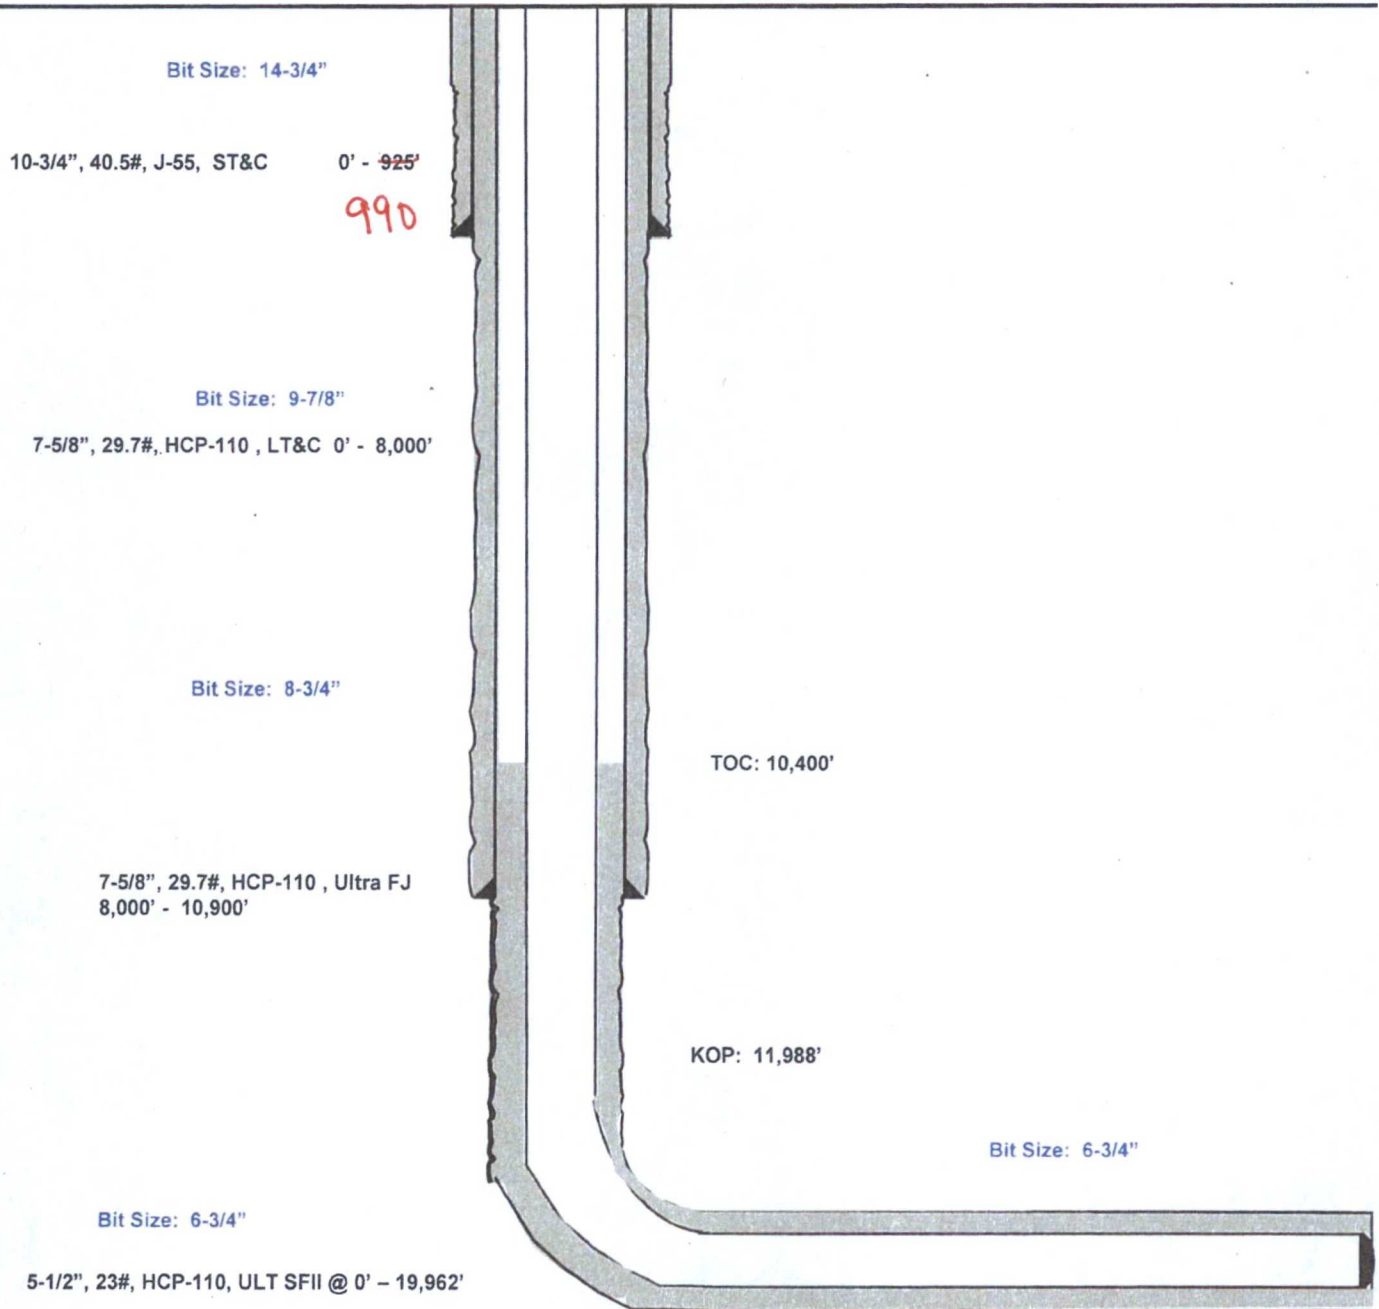 Bit Size: 14-3/4”
10-3/4”, 40.5#, J-55, ST&C 0’ - 925’
990
Bit Size: 9-7/8”
7-5/8”, 29.7#, HCP-110 , LT&C 0’ - 8,000’
Bit Size: 8-3/4”
TOC: 10,400’
7-5/8”, 29.7#, HCP-110 , Ultra FJ
8,000’ - 10,900’
KOP: 11,988’
Bit Size: 6-3/4”
Bit Size: 6-3/4”
5-1/2”, 23#, HCP-110, ULT SFII @ 0’ – 19,962’